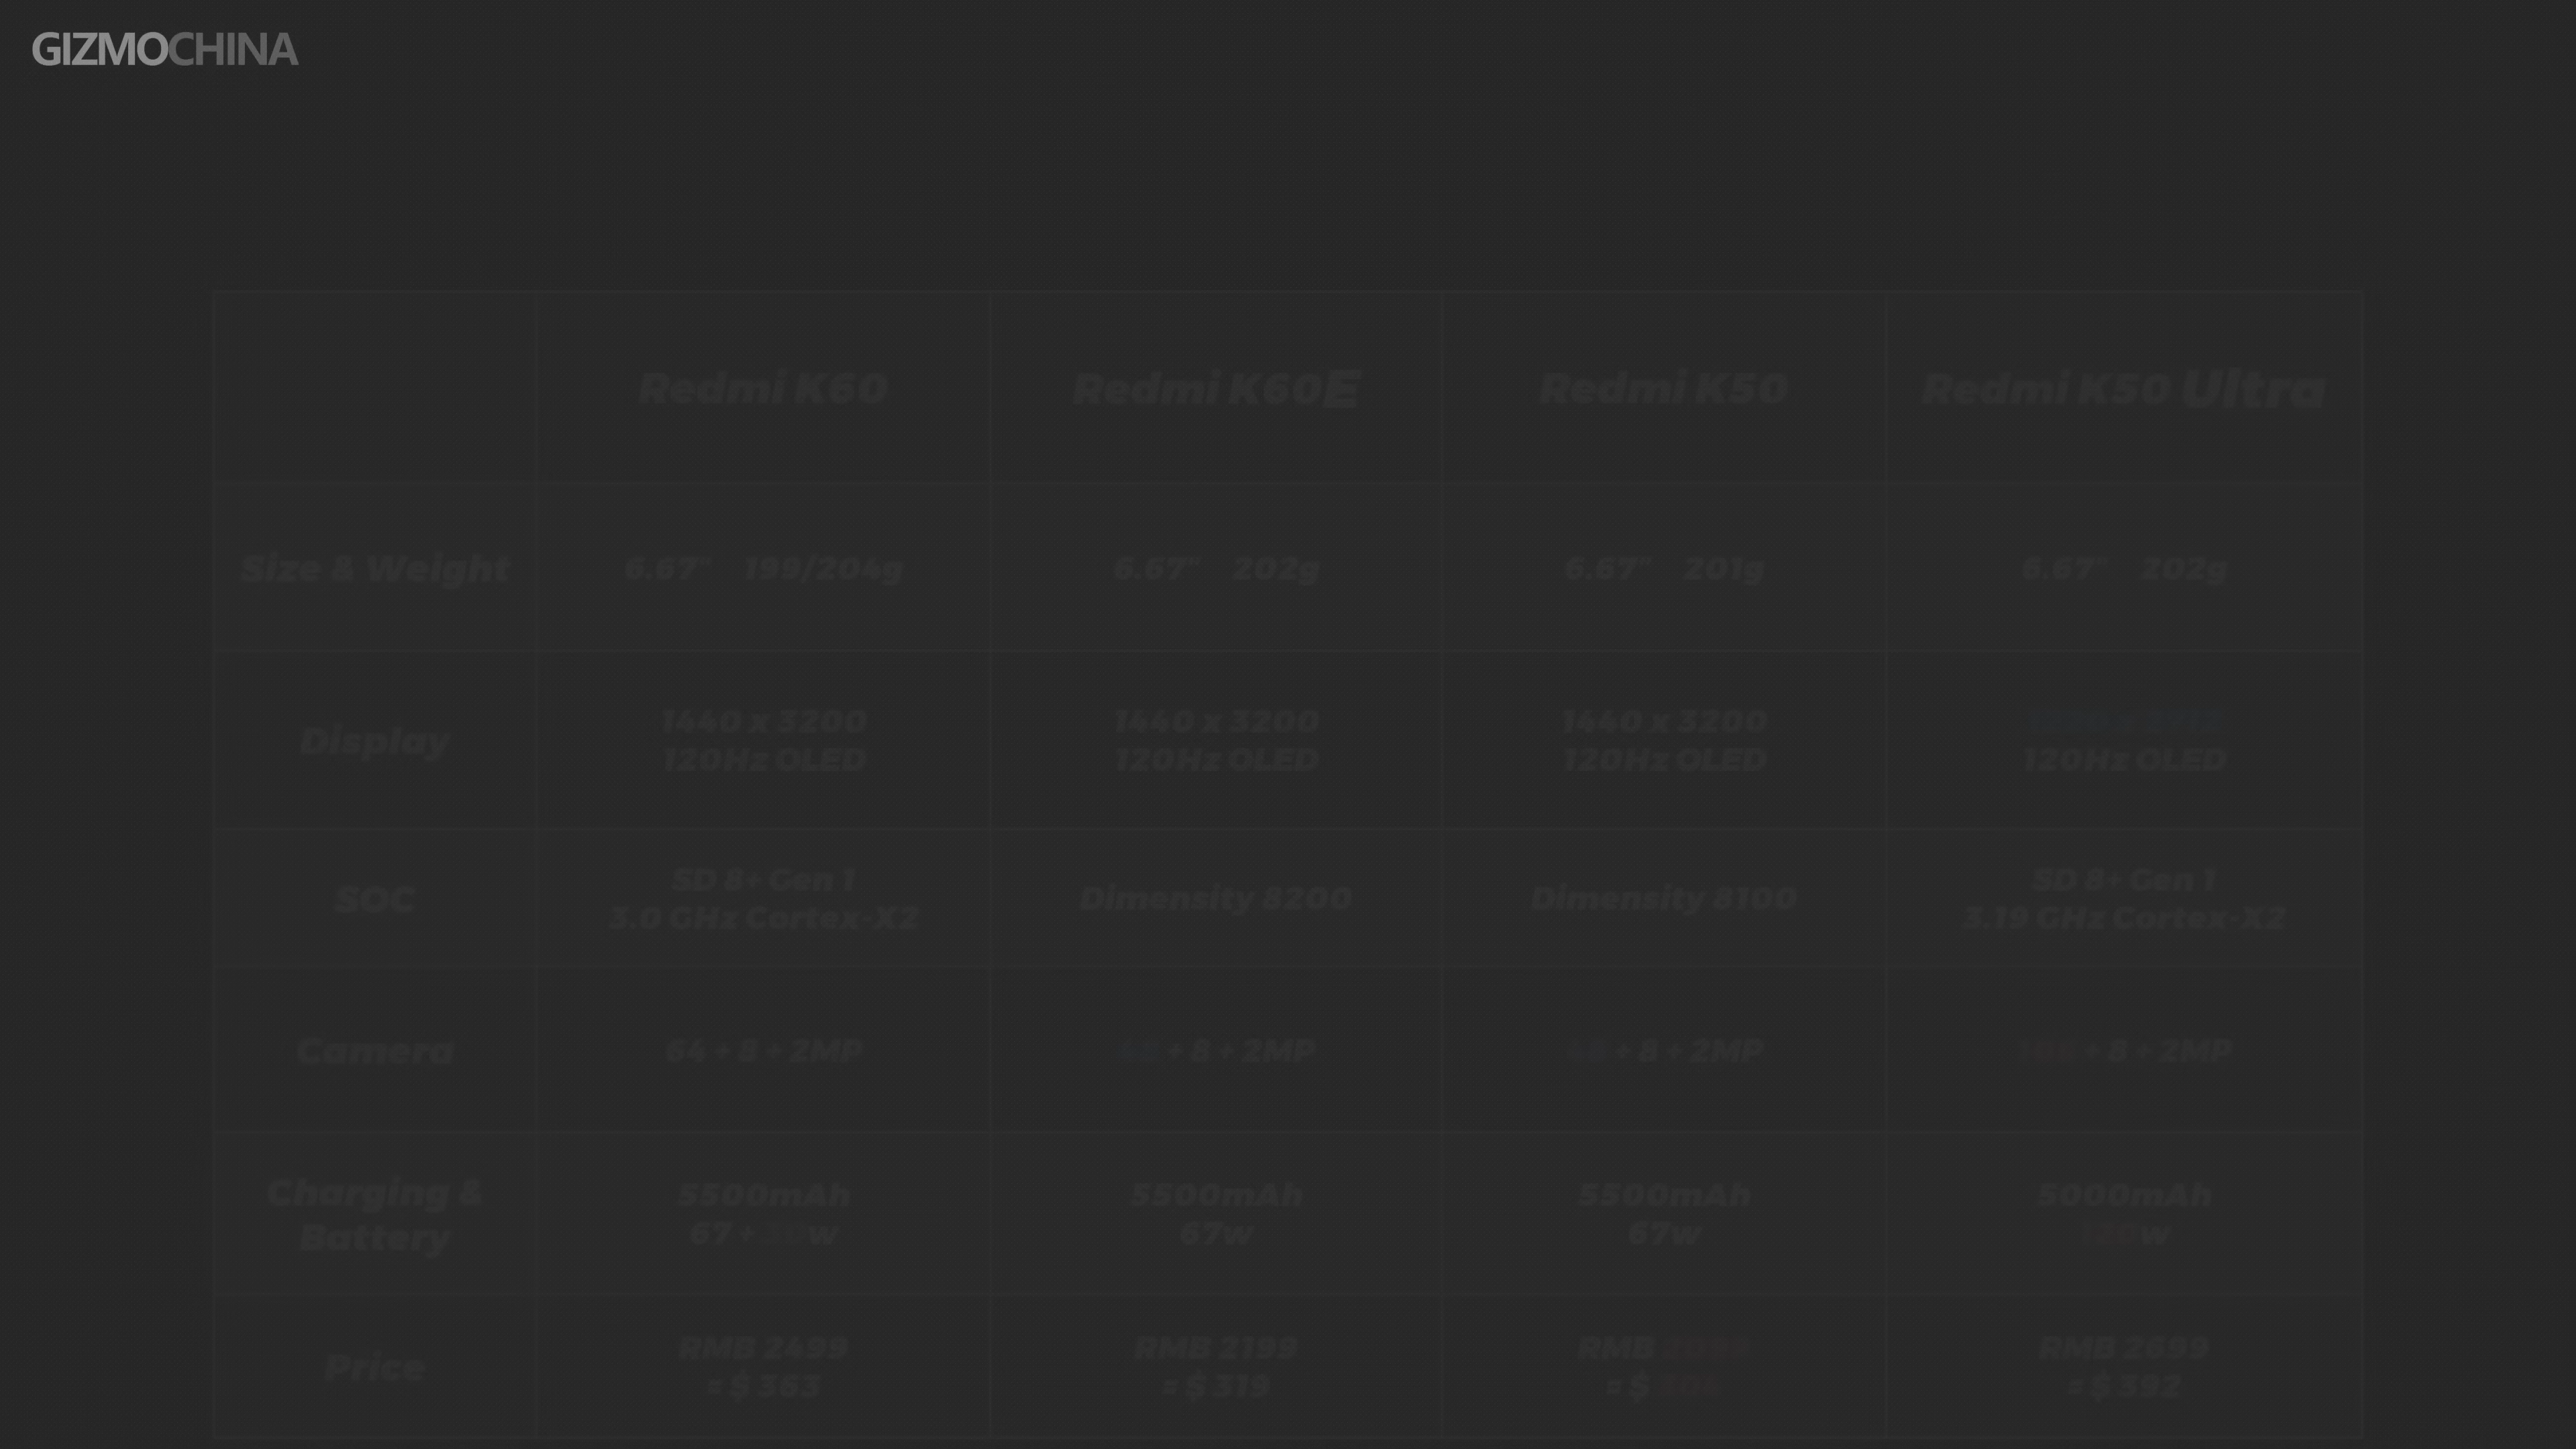 GIZMOCHINA
Redmi K60
Redmi K60E
Redmi K50
Redmi K50 Ultra
Size & Weight
6.67" 199/204g
6.67" 202g
6.67" 201g
6.67" 202g
Display
1440 x 3200
120Hz OLED
1440 x 3200
120Hz OLED
1440 x 3200
120Hz OLED
120Hz OLED
SOC
SD 8+ Gen 1
3.0 GHz Cortex-X2
Dimensity 8200
Dimensity 8100
SD 8+ Gen 1
3.19 GHz Cortex-X2
Camera
64 + 8 + 2MP
+ 8 + 2MP
+ 8 + 2MP
+ 8 + 2MP
Charging &
Battery
5500mAh
67 + w
5500mAh
67w
5500mAh
67w
5000mAh
120w
Price
RMB 2499
= $ 363
RMB 2199
= $ 319
RMB
= $
RMB 2699
= $ 392